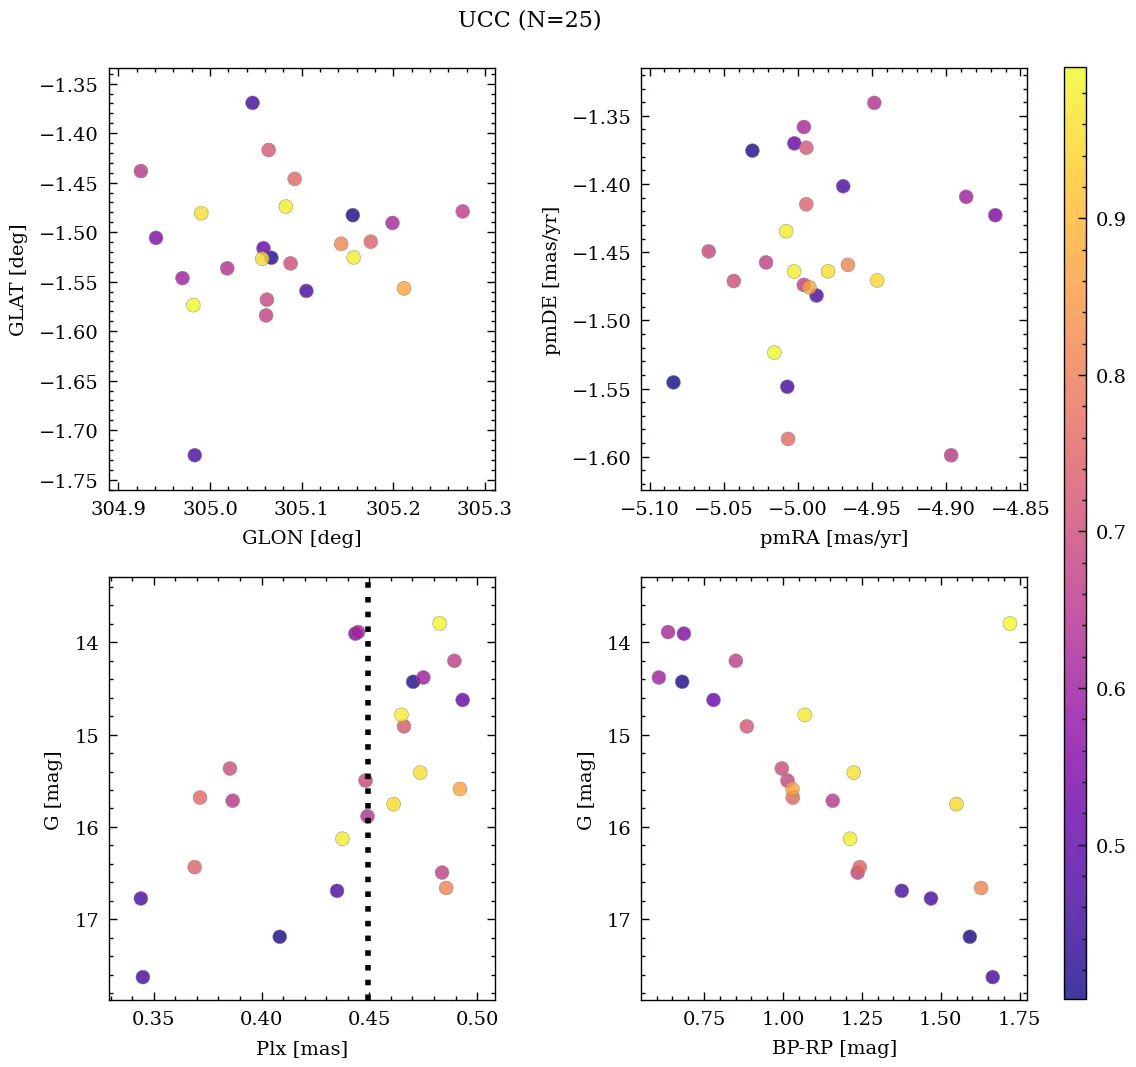 UCC (N=25)
−1.35
−1.40
−1.45
−1.50
−1.55
−1.60
−1.65
−1.70
−1.75
GLAT [deg]
304.9 305.0 305.1 305.2 305.3
GLON [deg]
−1.35
−1.40
−1.45
−1.50
−1.55
−1.60
pmDE [mas/yr]
−5.10 −5.05 −5.00 −4.95 −4.90 −4.85
pmRA [mas/yr]
14
15
16
17
G [mag]
0.35 0.40 0.45 0.50
Plx [mas]
14
15
16
17
G [mag]
0.75 1.00 1.25 1.50 1.75
BP-RP [mag]
0.9
0.8
0.7
0.6
0.5